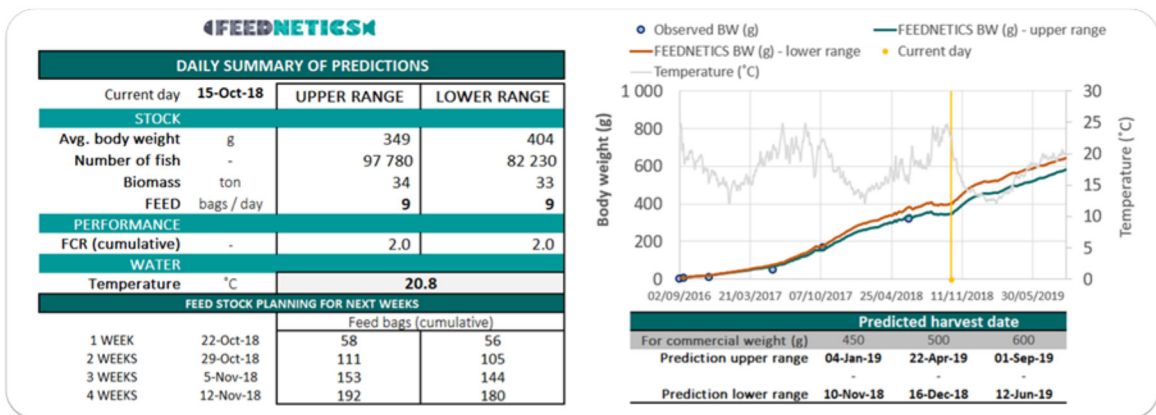 FEEDNETICS
DAILY SUMMARY OF PREDICTIONS
Current day 15-Oct-18 UPPER RANGE LOWER RANGE
STOCK
Avg. body weight g 349 404
Number of fish - 97 780 82 230
Biomass ton 34 33
FEED bags / day 9 9
PERFORMANCE
FCR (cumulative) - 2.0 2.0
WATER
Temperature °C 20.8
FEED STOCK PLANNING FOR NEXT WEEKS
Feed bags (cumulative)
1 WEEK 22-Oct-18 58 56
2 WEEKS 29-Oct-18 111 105
3 WEEKS 5-Nov-18 153 144
4 WEEKS 12-Nov-18 192 180
Observed BW (g) FEEDNETICS BW (g) - upper range
FEEDNETICS BW (g) - lower range Current day
Temperature (˚C)
Body weight (g)
1 000
800
600
400
200
0
30
25
20
15
10
5
0
Temperature (˚C)
02/09/2016 21/03/2017 07/10/2017 25/04/2018 11/11/2018 30/05/2019
Predicted harvest date
For commercial weight (g) 450 500 600
Prediction upper range 04-Jan-19 22-Apr-19 01-Sep-19
- - -
Prediction lower range 10-Nov-18 16-Dec-18 12-Jun-19